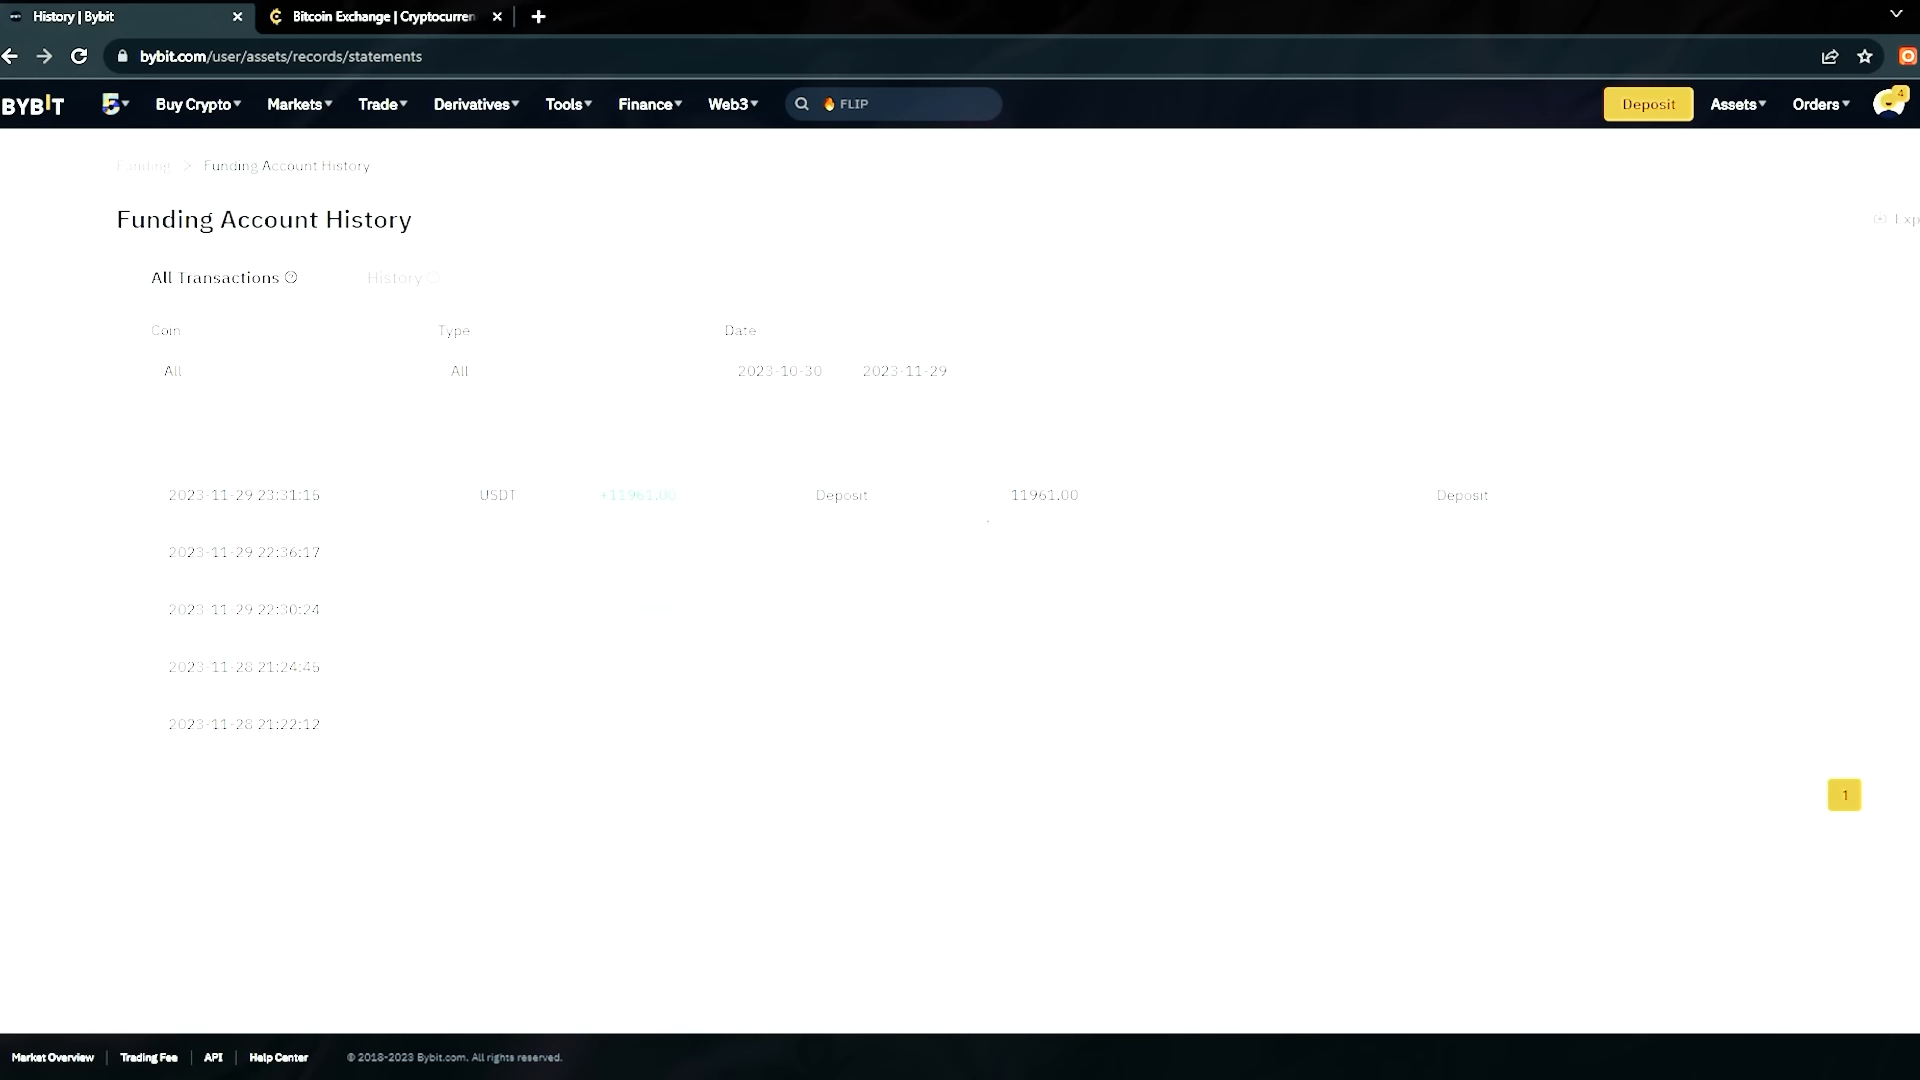 History | Bybit
Bitcoin Exchange | Cryptocurren
bybit.com/user/assets/records/statements
BYBIT Buy Crypto Markets Trade Derivatives Tools Finance Web3 FLIP Deposit Assets Orders 4
Funding > Funding Account History
Funding Account History
Exp
All Transactions History
Coin Type Date
All All 2023-10-30 2023-11-29
2023-11-29 23:31:15 USDT +11961.00 Deposit 11961.00 Deposit
2023-11-29 22:36:17
2023-11-29 22:30:24
2023-11-28 21:24:45
2023-11-28 21:22:12
1
Market Overview | Trading Fee | API | Help Center © 2018-2023 Bybit.com. All rights reserved.